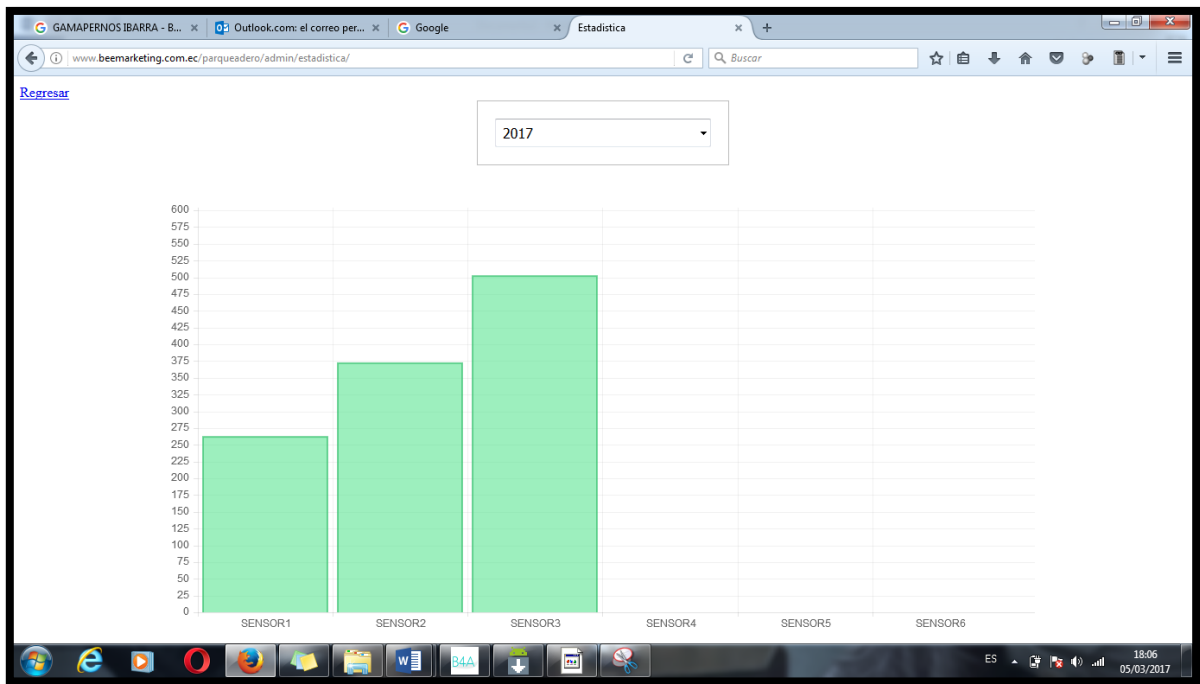 GAMAPERNOS IBARRA - B...
Outlook.com: el correo per...
Google
Estadistica
www.beemarketing.com.ec/parqueadero/admin/estadistica/
Buscar
Regresar
2017
600
575
550
525
500
475
450
425
400
375
350
325
300
275
250
225
200
175
150
125
100
75
50
25
0
SENSOR1 SENSOR2 SENSOR3 SENSOR4 SENSOR5 SENSOR6
B4A
ES
18:06
05/03/2017